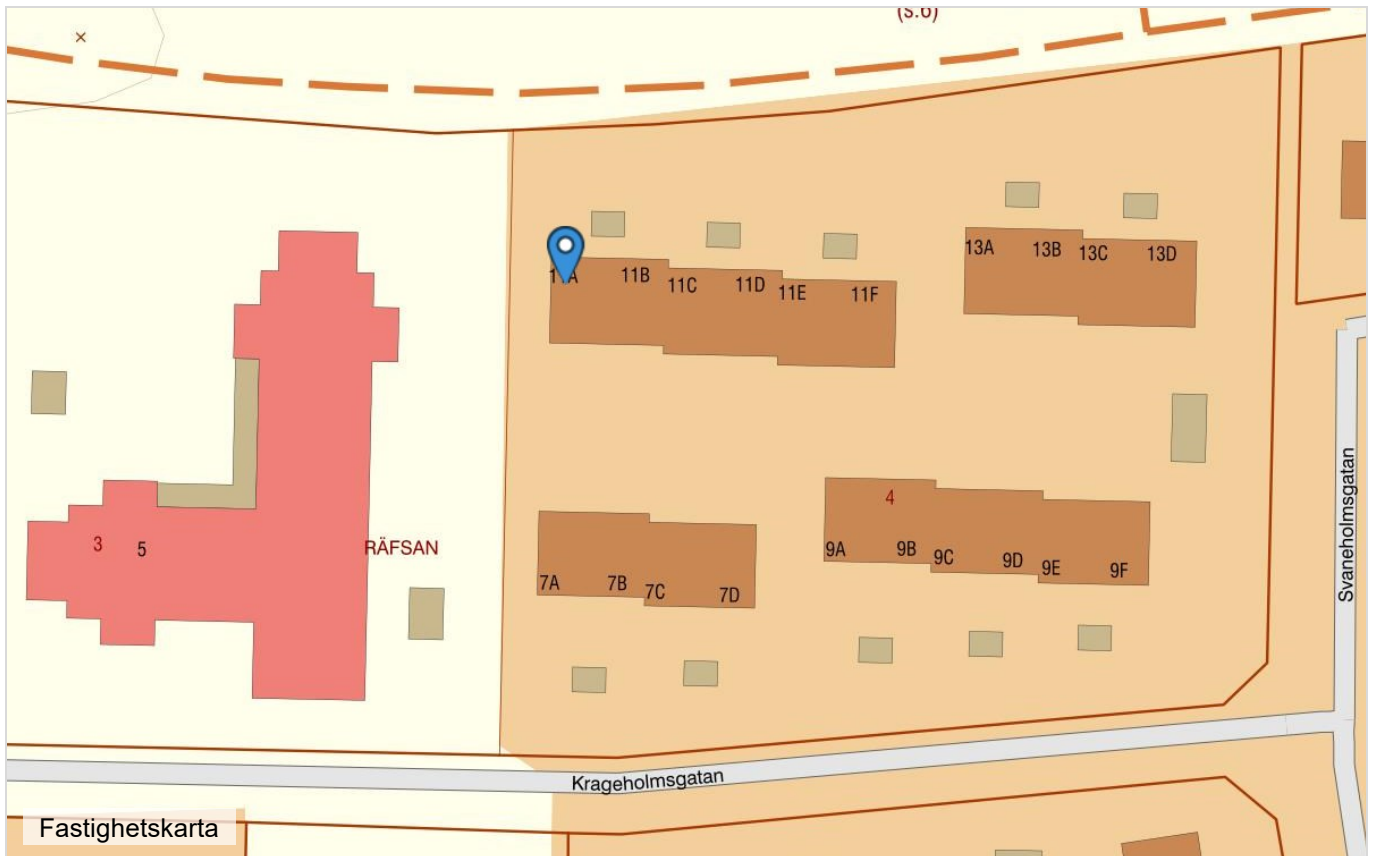 (s.6)
13A 13B 13C 13D
11A 11B 11C 11D 11E 11F
4
Svaneholmsgatan
3 5 RÄFSAN
9A 9B 9C 9D 9E 9F
7A 7B 7C 7D
Krageholmsgatan
Fastighetskarta